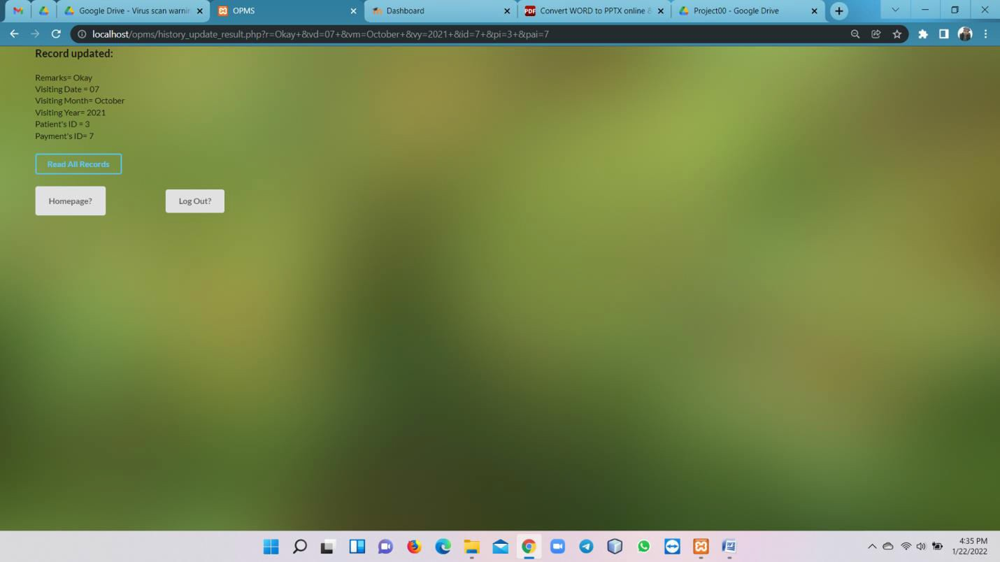 Google Drive - Virus scan warnin
OPMS
Dashboard
PDF
Convert WORD to PPTX online &
Project00 - Google Drive
localhost/opms/history_update_result.php?r=Okay+&vd=07+&vm=October+&vy=2021+&id=7+&pi=3+&pai=7
Record updated:
Remarks= Okay
Visiting Date = 07
Visiting Month= October
Visiting Year= 2021
Patient's ID = 3
Payment's ID= 7
Read All Records
Homepage?
Log Out?
4:35 PM
1/22/2022